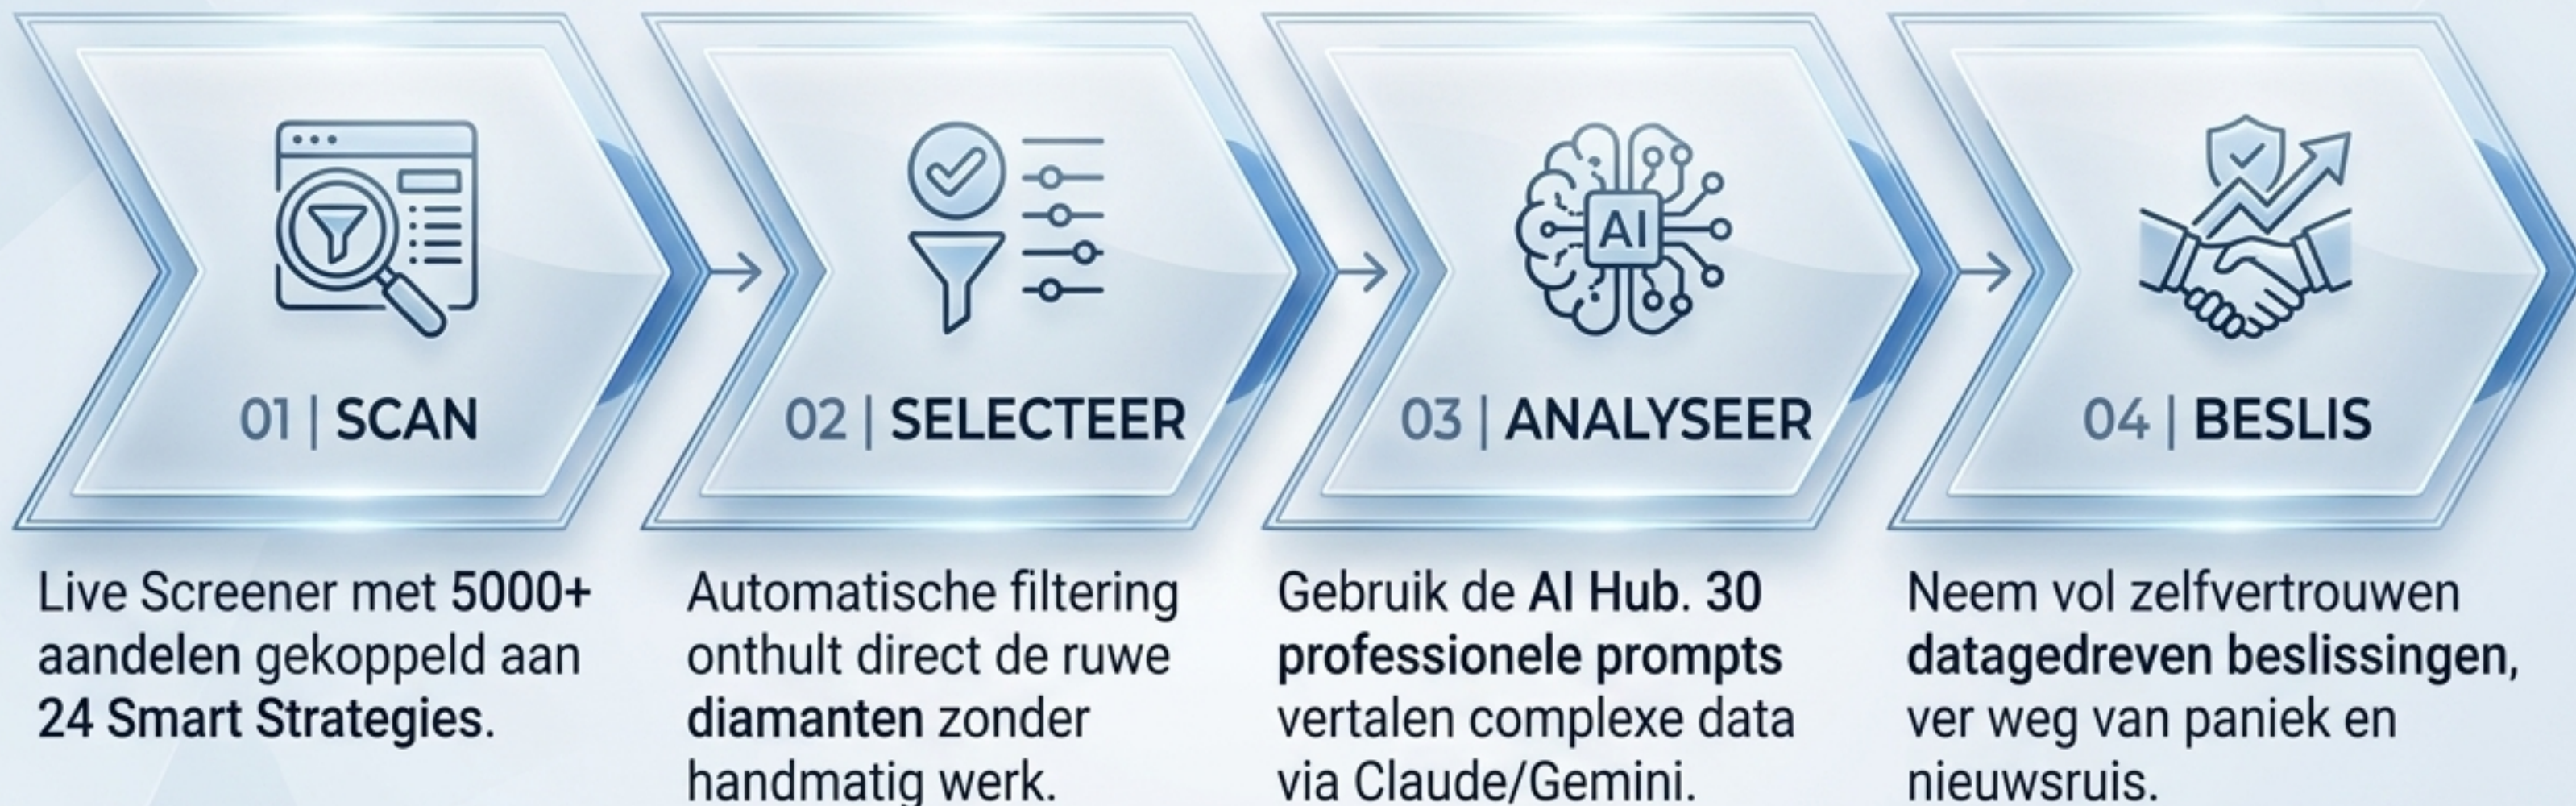 01 | SCAN
Live Screener met 5000+
aandelen gekoppeld aan
24 Smart Strategies.
02 | SELECTEER
Automatische filtering
onthult direct de ruwe
diamanten zonder
handmatig werk.
AI
03 | ANALYSEER
Gebruik de AI Hub. 30
professionele prompts
vertalen complexe data
via Claude/Gemini.
04 | BESLIS
Neem vol zelfvertrouwen
datagedreven beslissingen,
ver weg van paniek en
nieuwsruis.